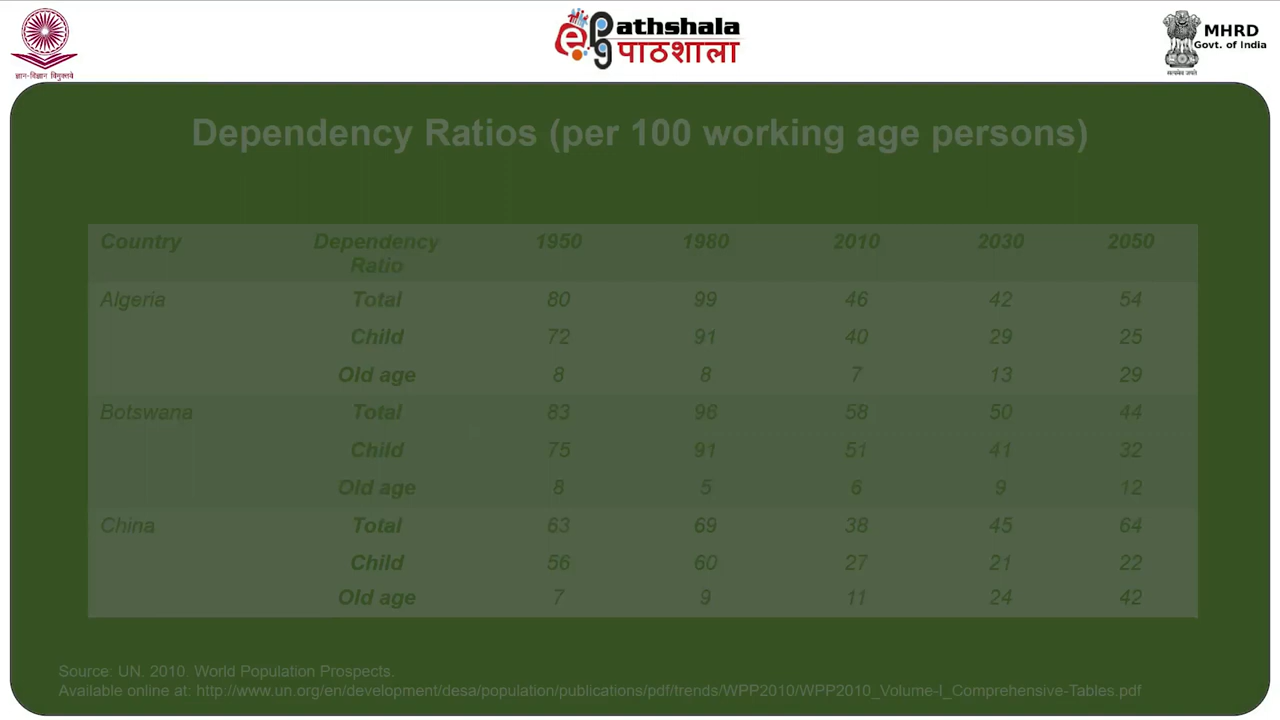 ज्ञान-विज्ञान विमुक्तये
ePathshala
पाठशाला
MHRD
Govt. of India
सत्यमेव जयते
Dependency Ratios (per 100 working age persons)
Country Dependency Ratio 1950 1980 2010 2030 2050
Algeria Total 80 99 46 42 54
Child 72 91 40 29 25
Old age 8 8 7 13 29
Botswana Total 83 96 58 50 44
Child 75 91 51 41 32
Old age 8 5 6 9 12
China Total 63 69 38 45 64
Child 56 60 27 21 22
Old age 7 9 11 24 42
Source: UN. 2010. World Population Prospects.
Available online at: http://www.un.org/en/development/desa/population/publications/pdf/trends/WPP2010/WPP2010_Volume-I_Comprehensive-Tables.pdf